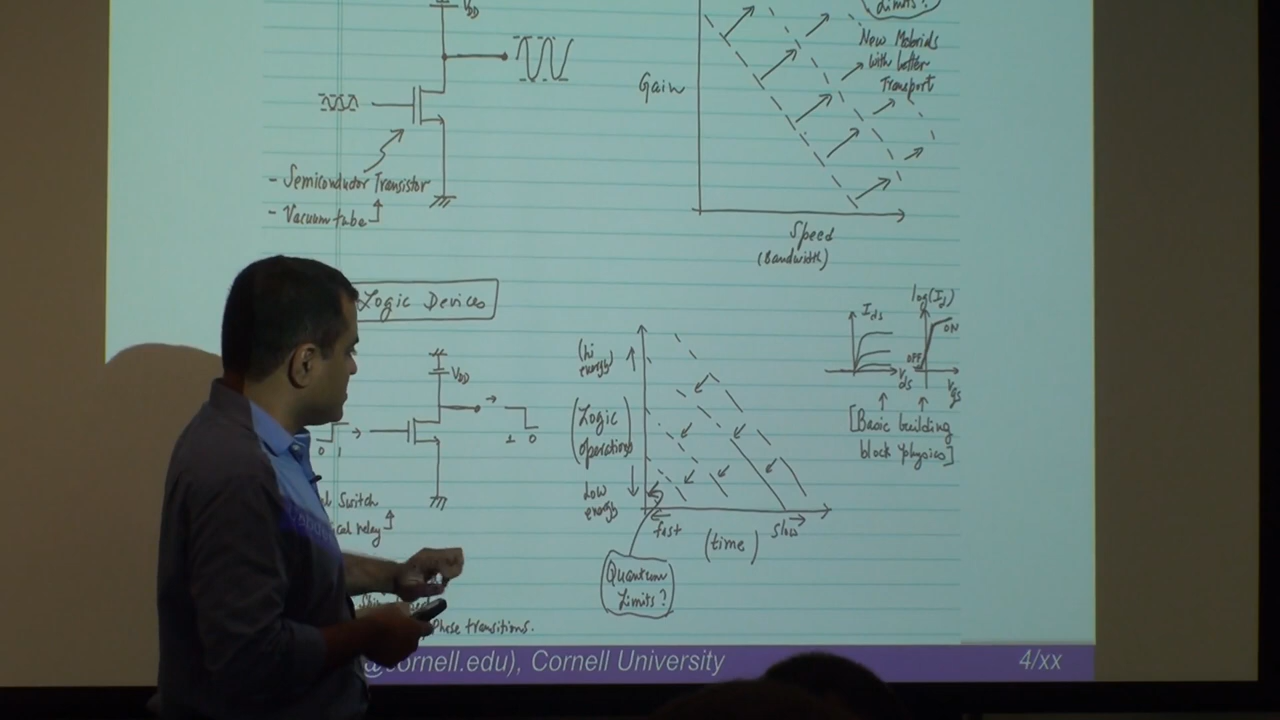 VDD
Limits?
New Materials
with better
Transport
Gain
- Semiconductor Transistor
- Vacuum tube
Speed
(Bandwidth)
Logic Devices
VDD
0 1
1 0
Switch
relay
Phase transitions.
(hi
energy)
(Logic
operation)
Low
energy
fast
(time)
slow
Quantum
Limits?
Ids
Vds
log(Id)
ON
OFF
Vgs
[Basic building
block physics]
@cornell.edu), Cornell University
4/xx